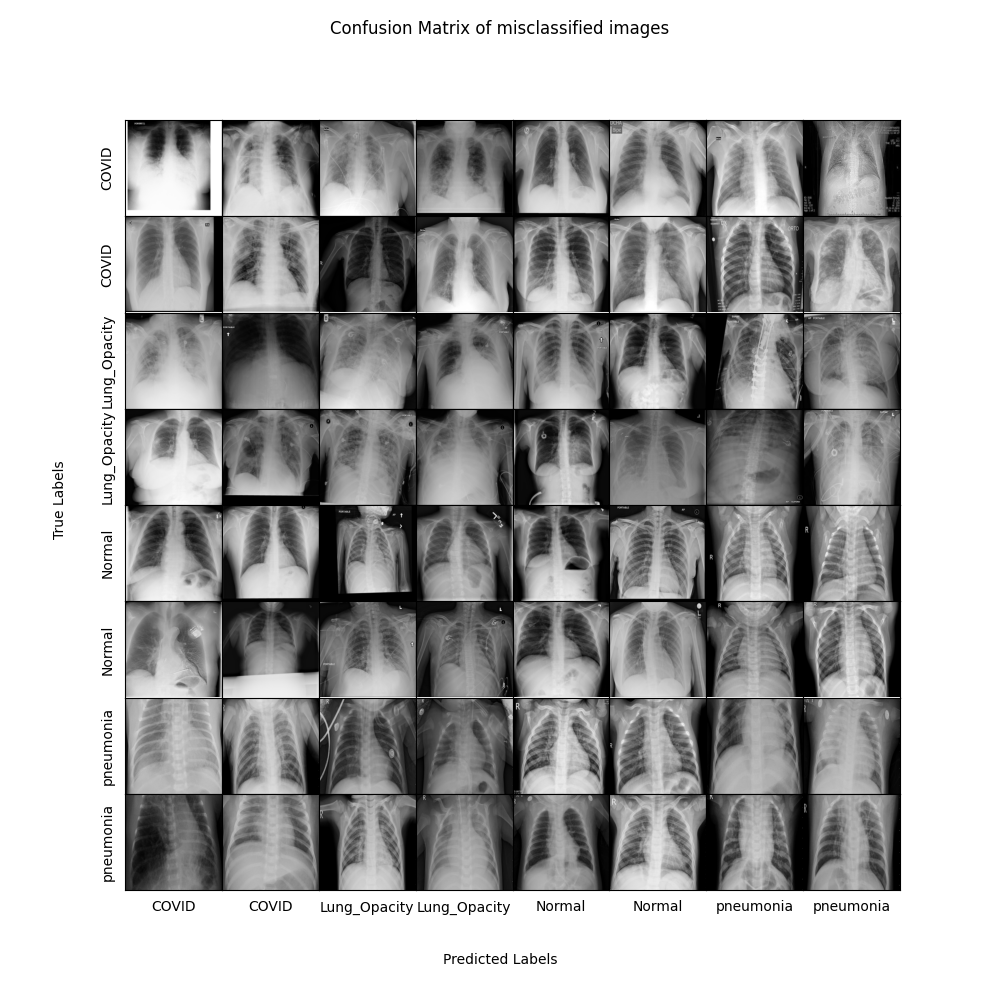 Confusion Matrix of misclassified images
COVID
COVID
Lung_Opacity
Lung_Opacity
Normal
Normal
pneumonia
pneumonia
True Labels
COVID COVID Lung_Opacity Lung_Opacity Normal Normal pneumonia pneumonia
Predicted Labels